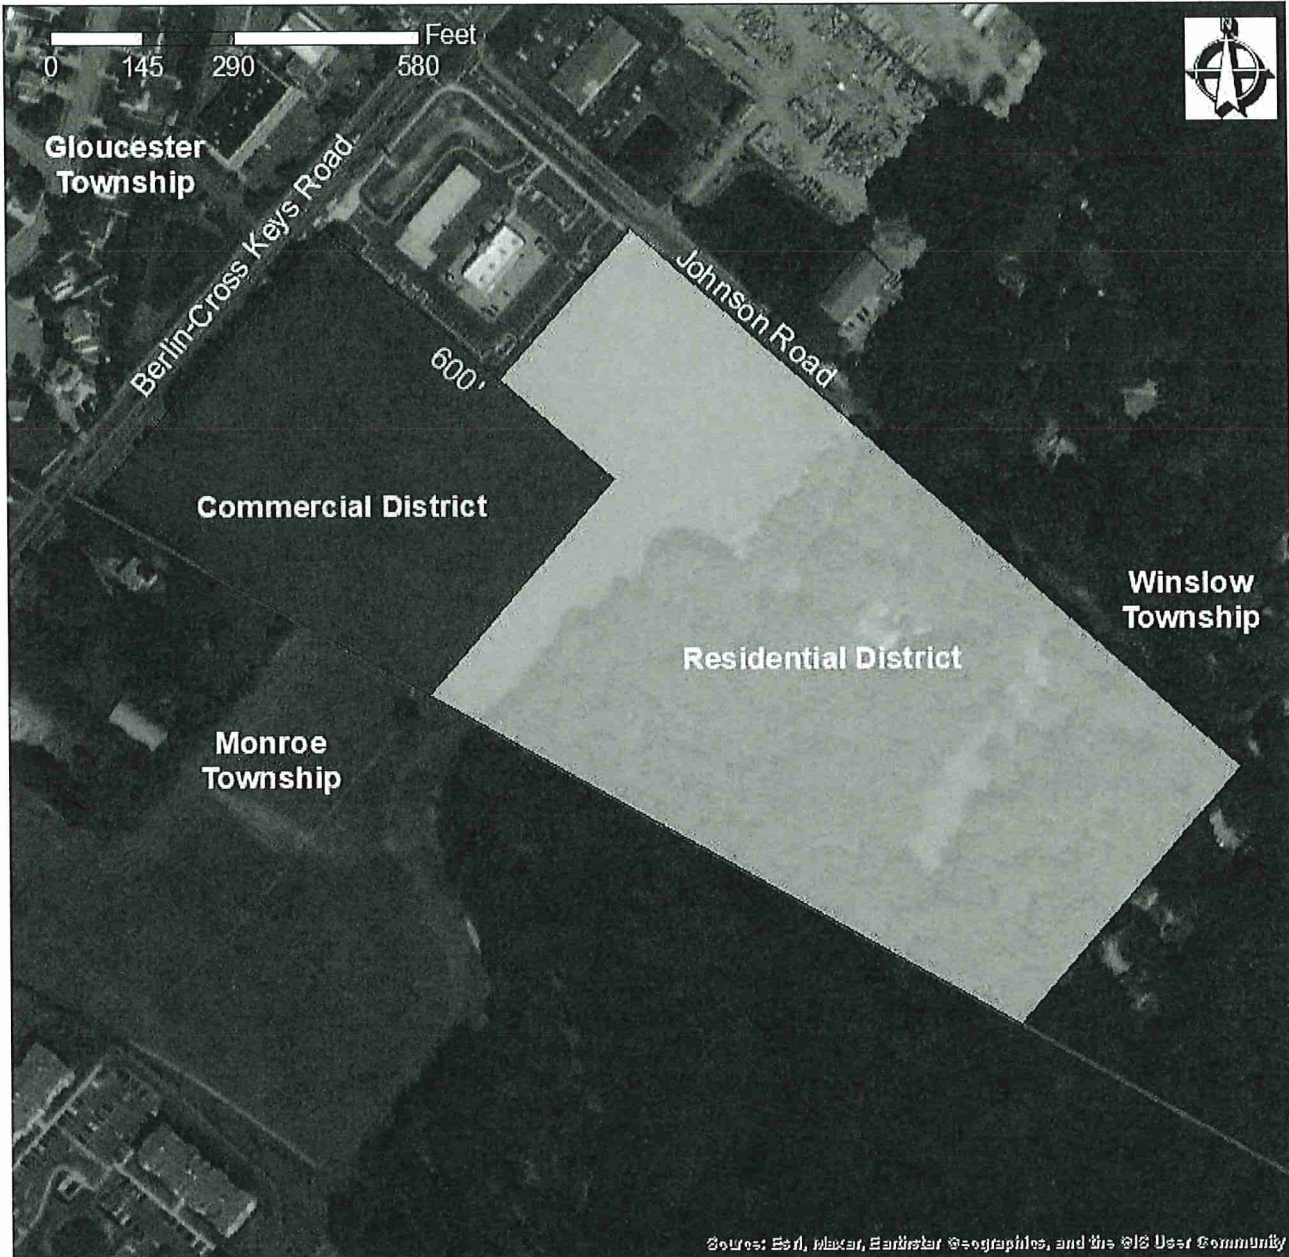 Feet
0 145 290 580
N
Gloucester
Township
Berlin-Cross Keys Road
Johnson Road
600'
Commercial District
Winslow
Township
Residential District
Monroe
Township
Source: Esri, Maxar, Earthstar Geographics, and the GIS User Community